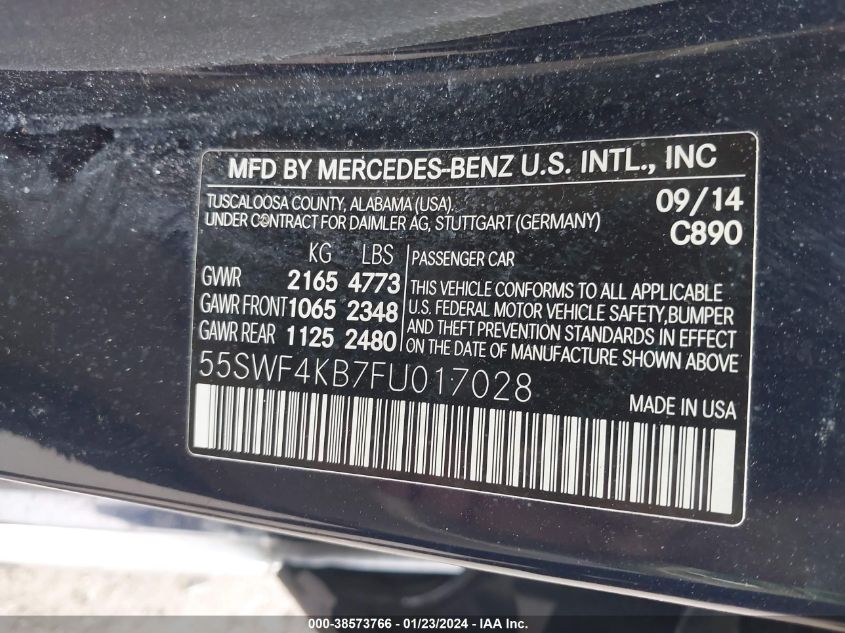 MFD BY MERCEDES-BENZ U.S. INTL., INC
TUSCALOOSA COUNTY, ALABAMA (USA).
UNDER CONTRACT FOR DAIMLER AG, STUTTGART (GERMANY)
09/14
C890
KG LBS
GVWR 2165 4773
GAWR FRONT 1065 2348
GAWR REAR 1125 2480
PASSENGER CAR
THIS VEHICLE CONFORMS TO ALL APPLICABLE
U.S. FEDERAL MOTOR VEHICLE SAFETY, BUMPER
AND THEFT PREVENTION STANDARDS IN EFFECT
ON THE DATE OF MANUFACTURE SHOWN ABOVE
55SWF4KB7FU017028
MADE IN USA
000-38573766 - 01/23/2024 - IAA Inc.